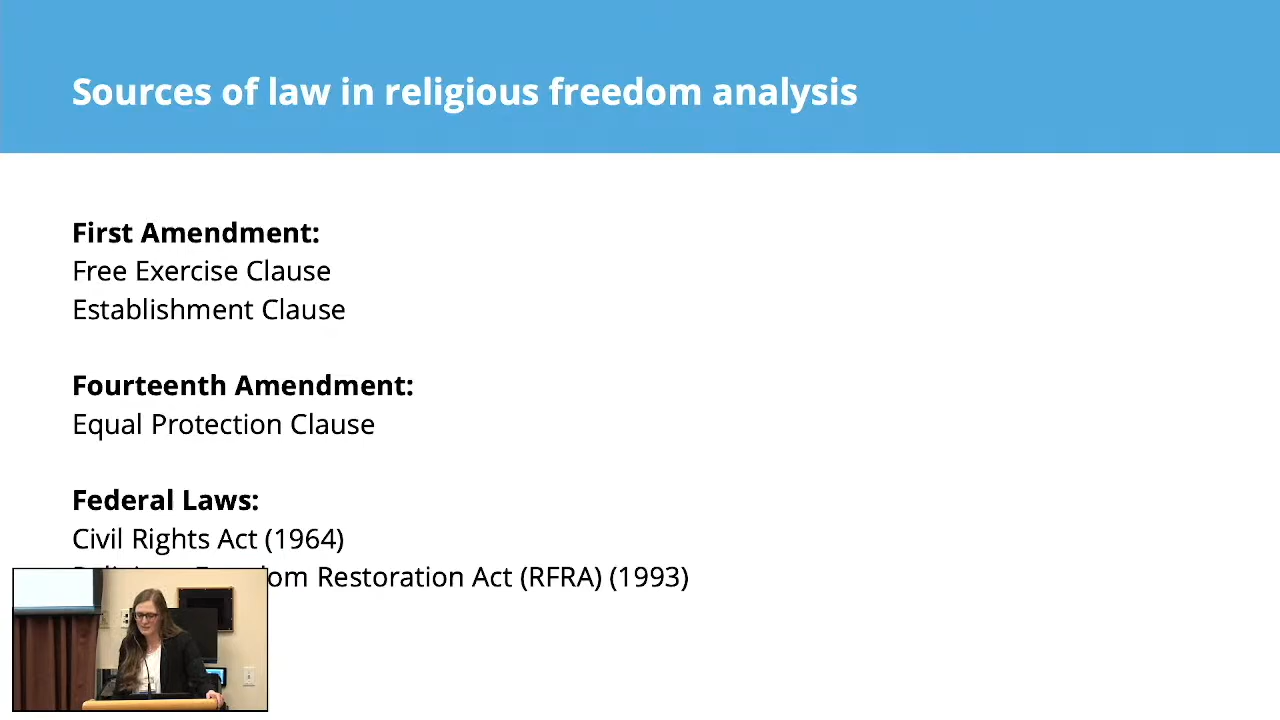 Sources of law in religious freedom analysis
First Amendment:
Free Exercise Clause
Establishment Clause
Fourteenth Amendment:
Equal Protection Clause
Federal Laws:
Civil Rights Act (1964)
Restoration Act (RFRA) (1993)